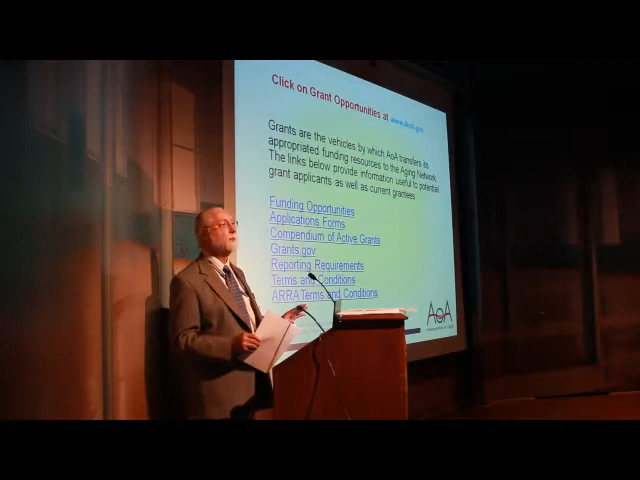 Click on Grant Opportunities at www.AoA.gov
Grants are the vehicles by which AoA transfers its
appropriated funding resources to the Aging Network.
The links below provide information useful to potential
grant applicants as well as current grantees
Funding Opportunities
Applications Forms
Compendium of Active Grants
Grants.gov
Reporting Requirements
Terms and Conditions
ARRA Terms and Conditions
AoA